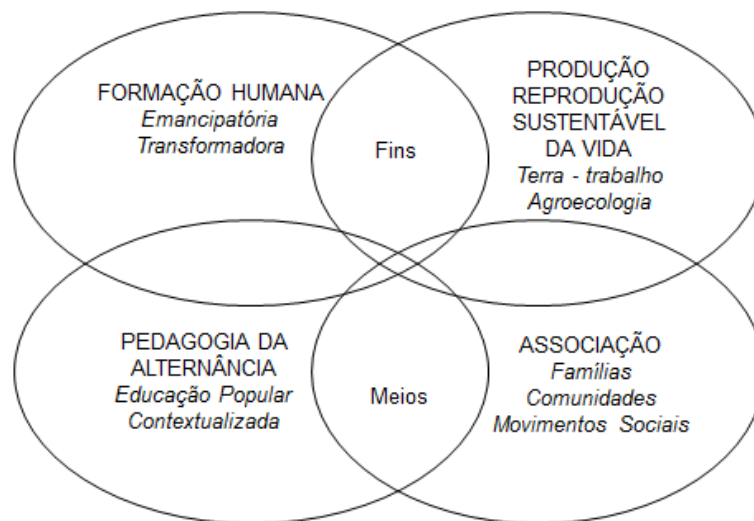 FORMAÇÃO HUMANA
Emancipatória
Transformadora
Fins
PRODUÇÃO
REPRODUÇÃO
SUSTENTÁVEL
DA VIDA
Terra - trabalho
Agroecologia
PEDAGOGIA DA
ALTERNÂNCIA
Educação Popular
Contextualizada
Meios
ASSOCIAÇÃO
Famílias
Comunidades
Movimentos Sociais